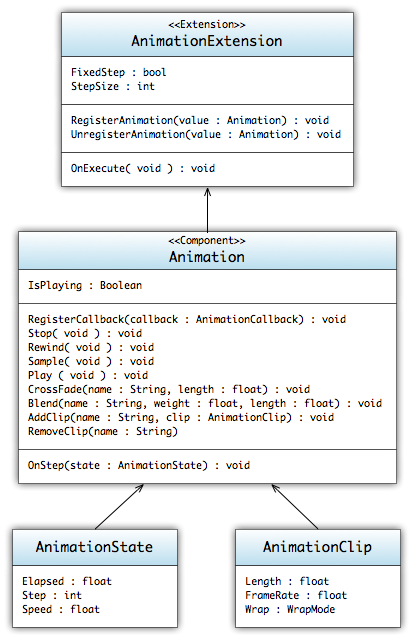 <<Extension>>
AnimationExtension
FixedStep : bool
StepSize : int
RegisterAnimation(value : Animation) : void
UnregisterAnimation(value : Animation) : void
OnExecute( void ) : void
<<Component>>
Animation
IsPlaying : Boolean
RegisterCallback(callback : AnimationCallback) : void
Stop( void ) : void
Rewind( void ) : void
Sample( void ) : void
Play ( void ) : void
CrossFade(name : String, length : float) : void
Blend(name : String, weight : float, length : float) : void
AddClip(name : String, clip : AnimationClip) : void
RemoveClip(name : String)
OnStep(state : AnimationState) : void
AnimationState
Elapsed : float
Step : int
Speed : float
AnimationClip
Length : float
FrameRate : float
Wrap : WrapMode